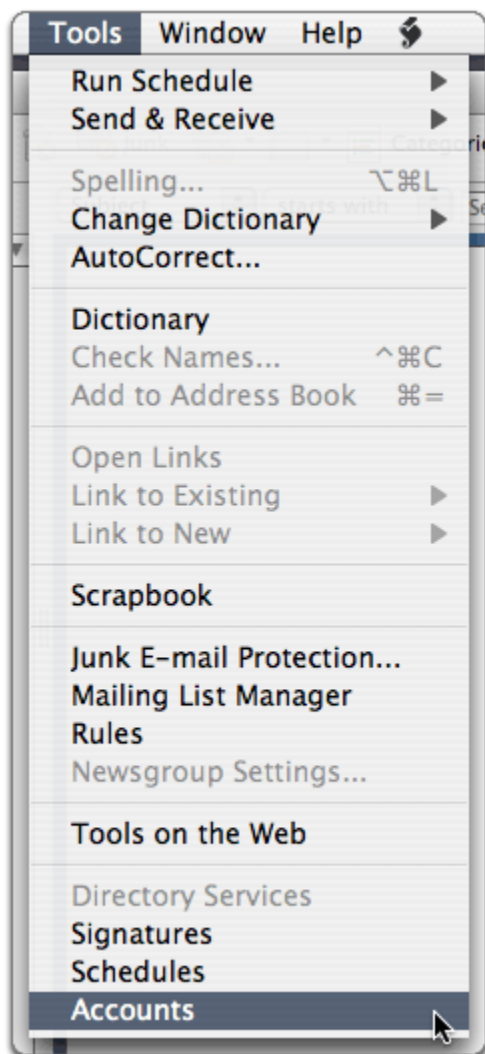 Tools Window Help
Run Schedule
Send & Receive
Spelling... ⌥⌘L
Change Dictionary
AutoCorrect...
Dictionary
Check Names... ^⌘C
Add to Address Book ⌘=
Open Links
Link to Existing
Link to New
Scrapbook
Junk E-mail Protection...
Mailing List Manager
Rules
Newsgroup Settings...
Tools on the Web
Directory Services
Signatures
Schedules
Accounts